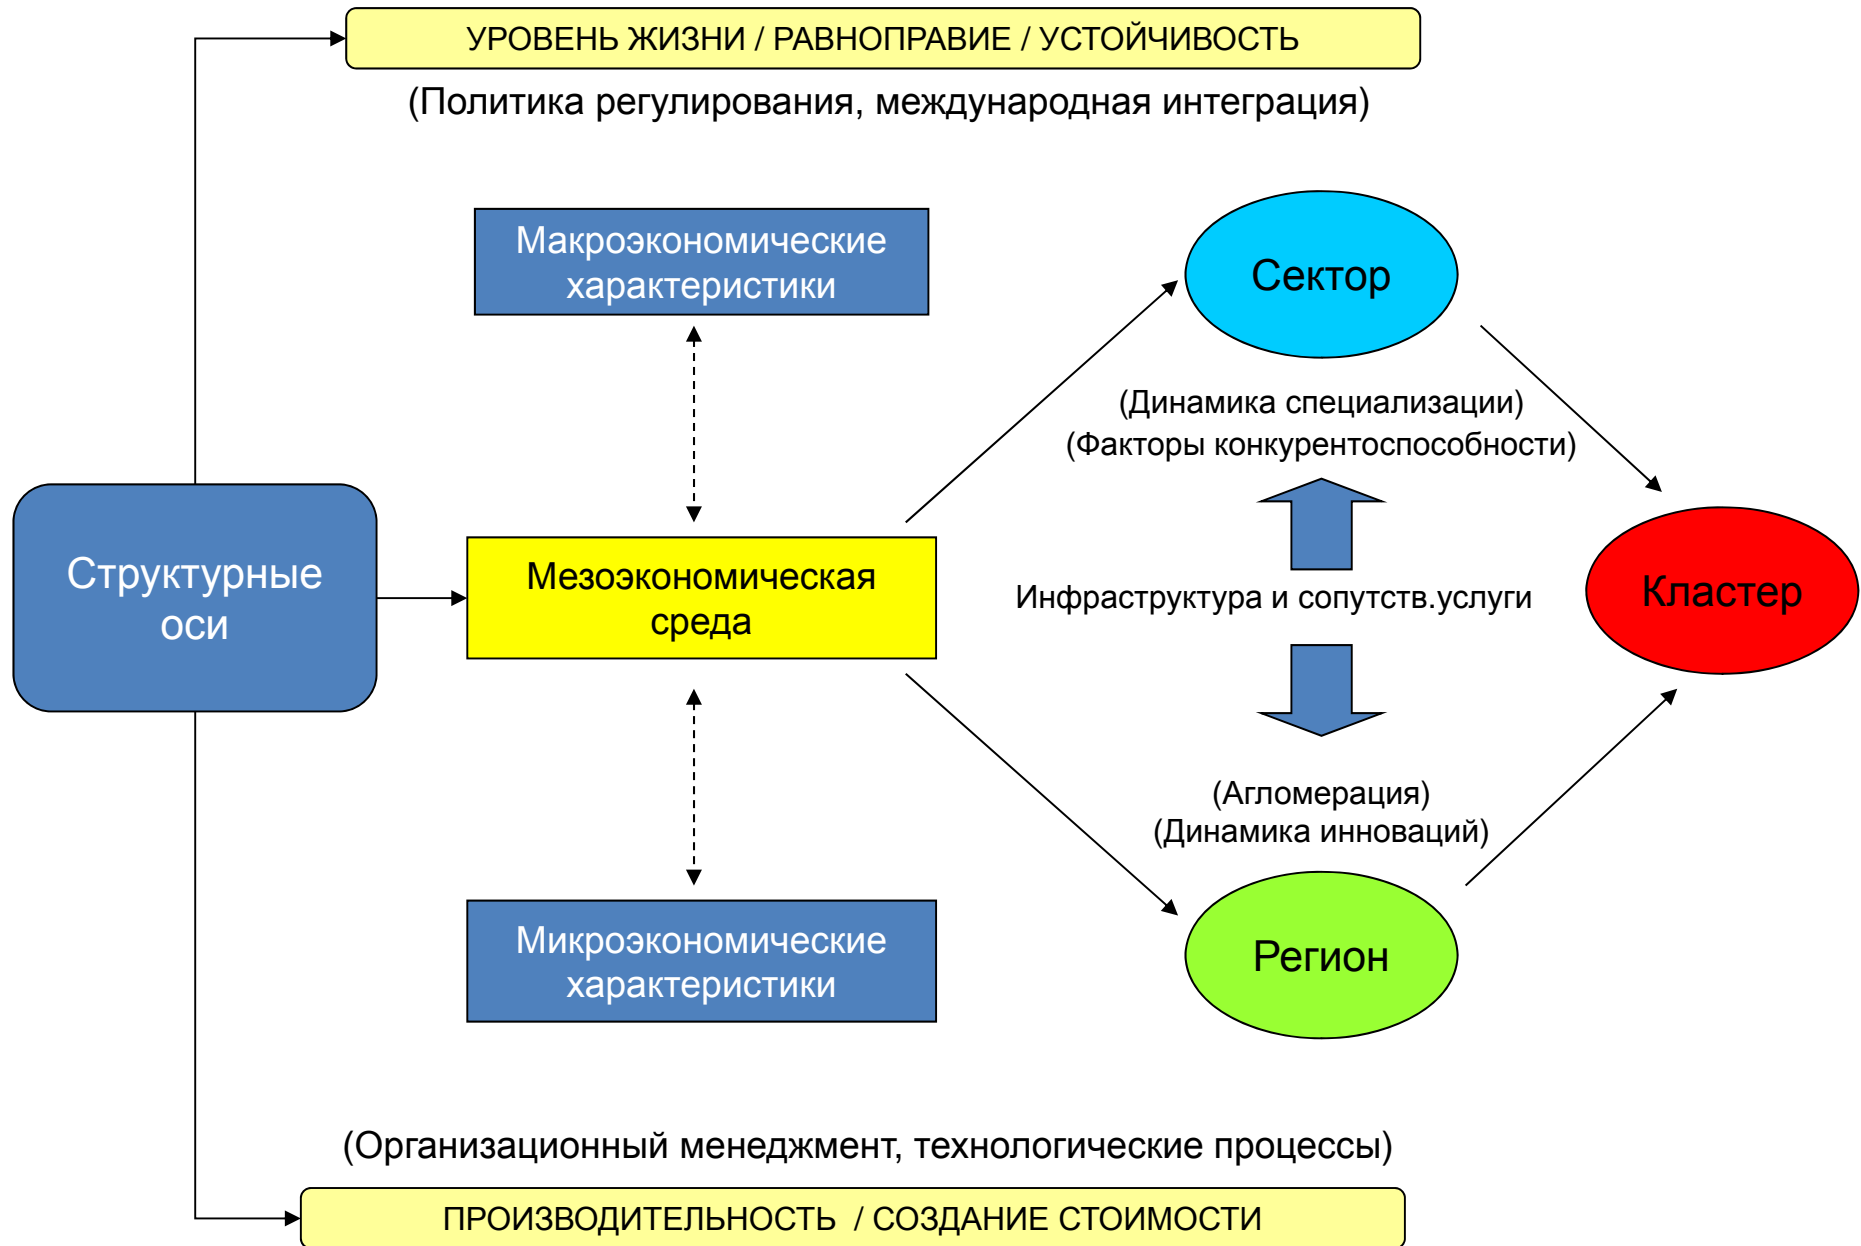 УРОВЕНЬ ЖИЗНИ / РАВНОПРАВИЕ / УСТОЙЧИВОСТЬ
(Политика регулирования, международная интеграция)
Макроэкономические
характеристики
Сектор
(Динамика специализации)
(Факторы конкурентоспособности)
Структурные
оси
Мезоэкономическая
среда
Инфраструктура и сопутств.услуги
Кластер
(Агломерация)
(Динамика инноваций)
Микроэкономические
характеристики
Регион
(Организационный менеджмент, технологические процессы)
ПРОИЗВОДИТЕЛЬНОСТЬ / СОЗДАНИЕ СТОИМОСТИ